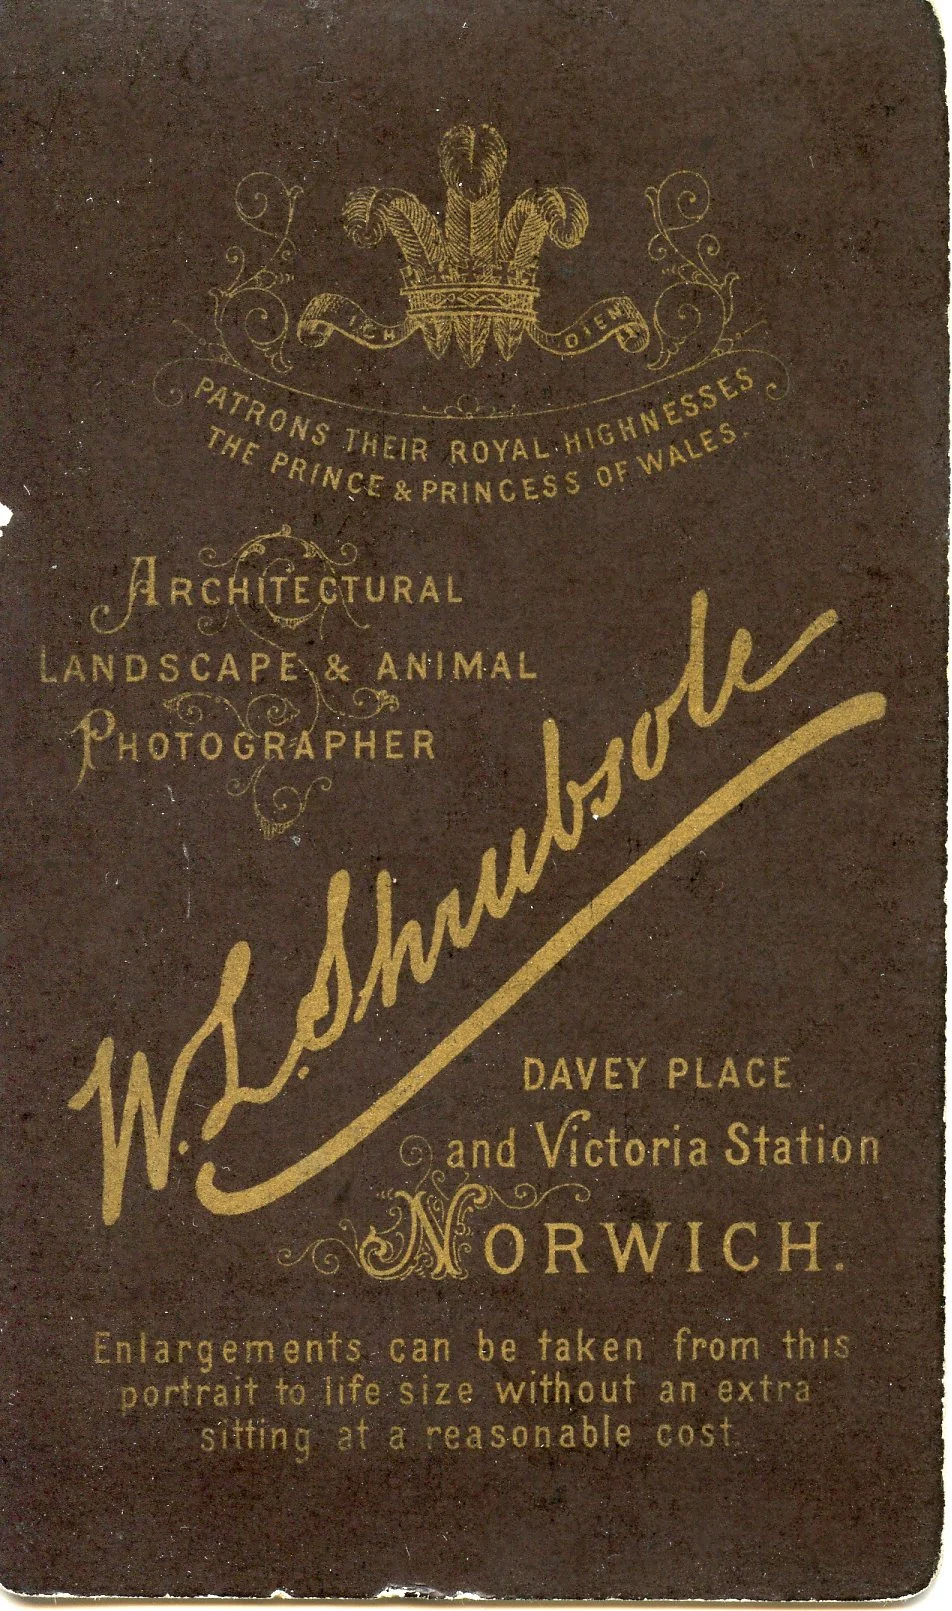 ICH DIEN
PATRONS THEIR ROYAL HIGHNESSES
THE PRINCE & PRINCESS OF WALES.
ARCHITECTURAL
LANDSCAPE & ANIMAL
PHOTOGRAPHER
W. L. Shrubsole
DAVEY PLACE
and Victoria Station
NORWICH.
Enlargements can be taken from this
portrait to life size without an extra
sitting at a reasonable cost